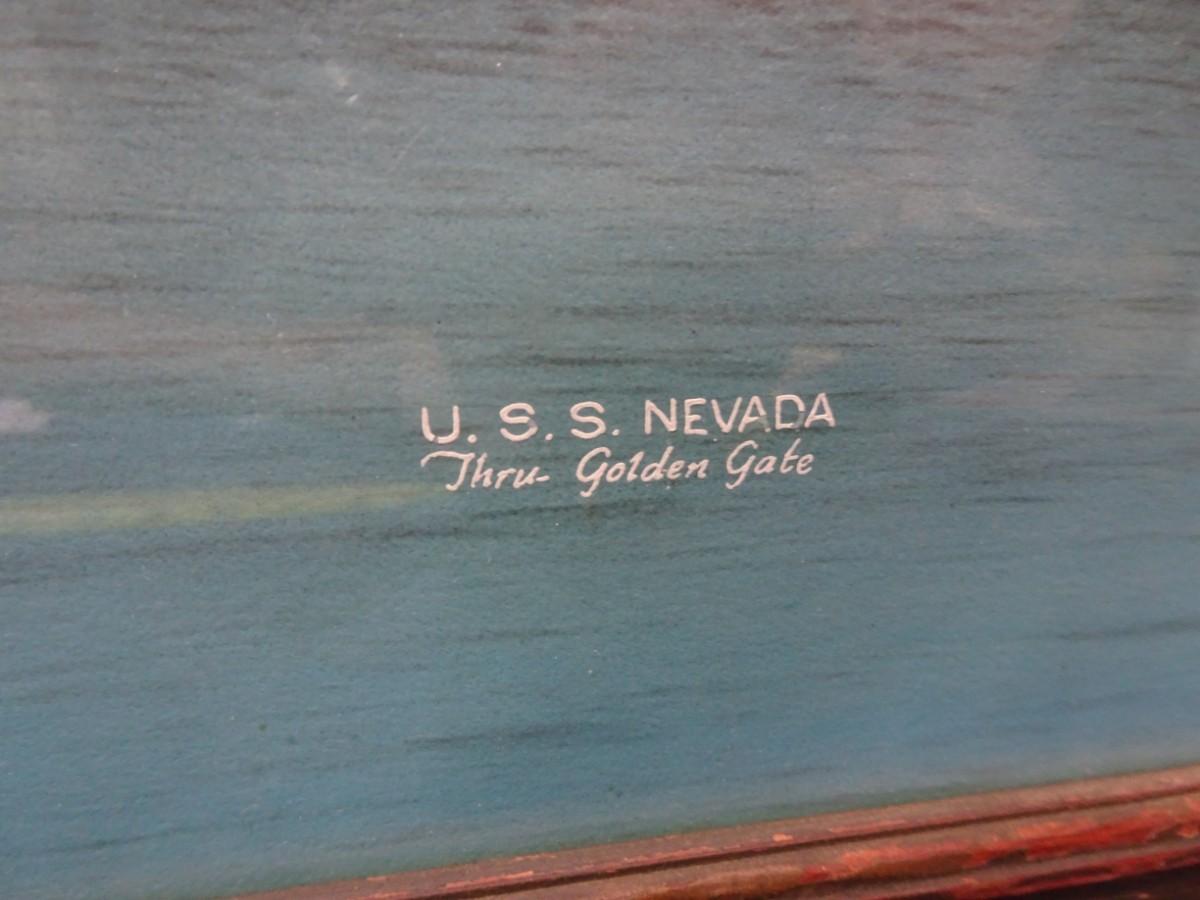 U. S. S. NEVADA
Thru- Golden Gate